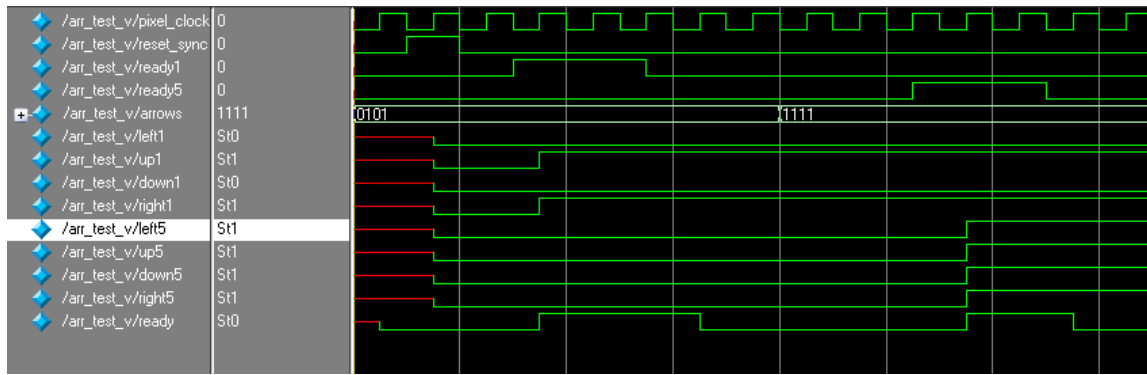 /arr_test_v/pixel_clock 0
/arr_test_v/reset_sync 0
/arr_test_v/ready1 0
/arr_test_v/ready5 0
/arr_test_v/arrows 1111 0101 1111
/arr_test_v/left1 St0
/arr_test_v/up1 St1
/arr_test_v/down1 St0
/arr_test_v/right1 St1
/arr_test_v/left5 St1
/arr_test_v/up5 St1
/arr_test_v/down5 St1
/arr_test_v/right5 St1
/arr_test_v/ready St0